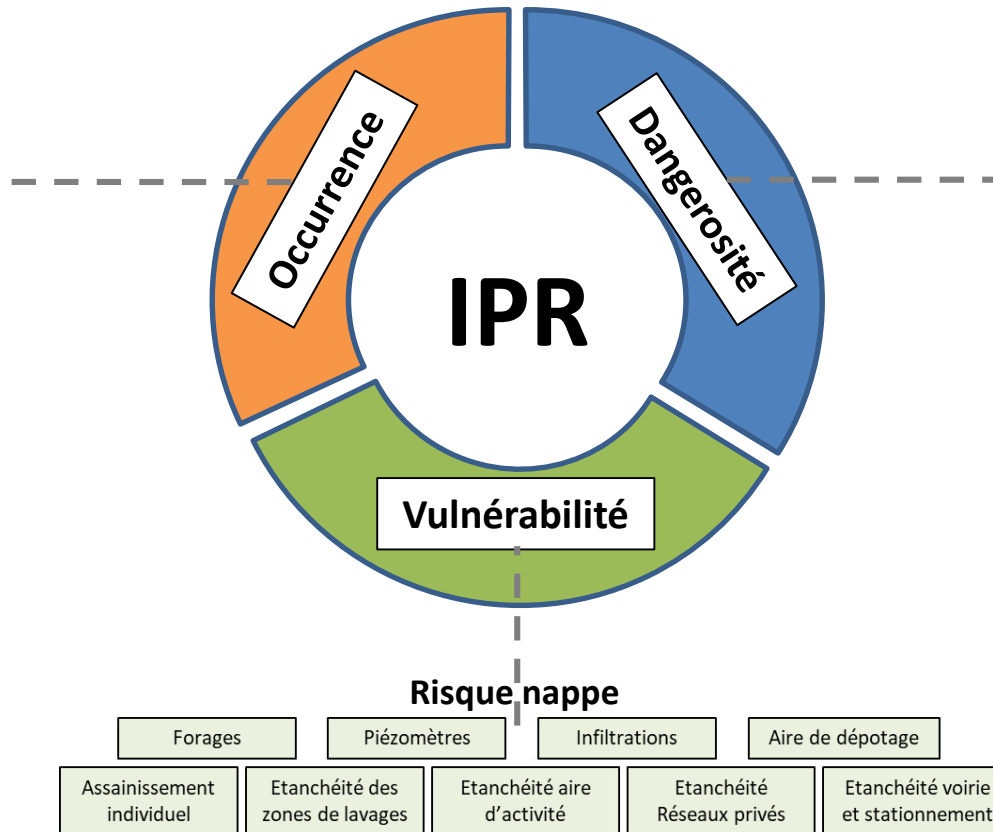 Occurrence
Dangerosité
IPR
Vulnérabilité
Risque nappe
Forages
Piézomètres
Infiltrations
Aire de dépotage
Assainissement
individuel
Etanchéité des
zones de lavages
Etanchéité aire
d’activité
Etanchéité
Réseaux privés
Etanchéité voirie
et stationnement